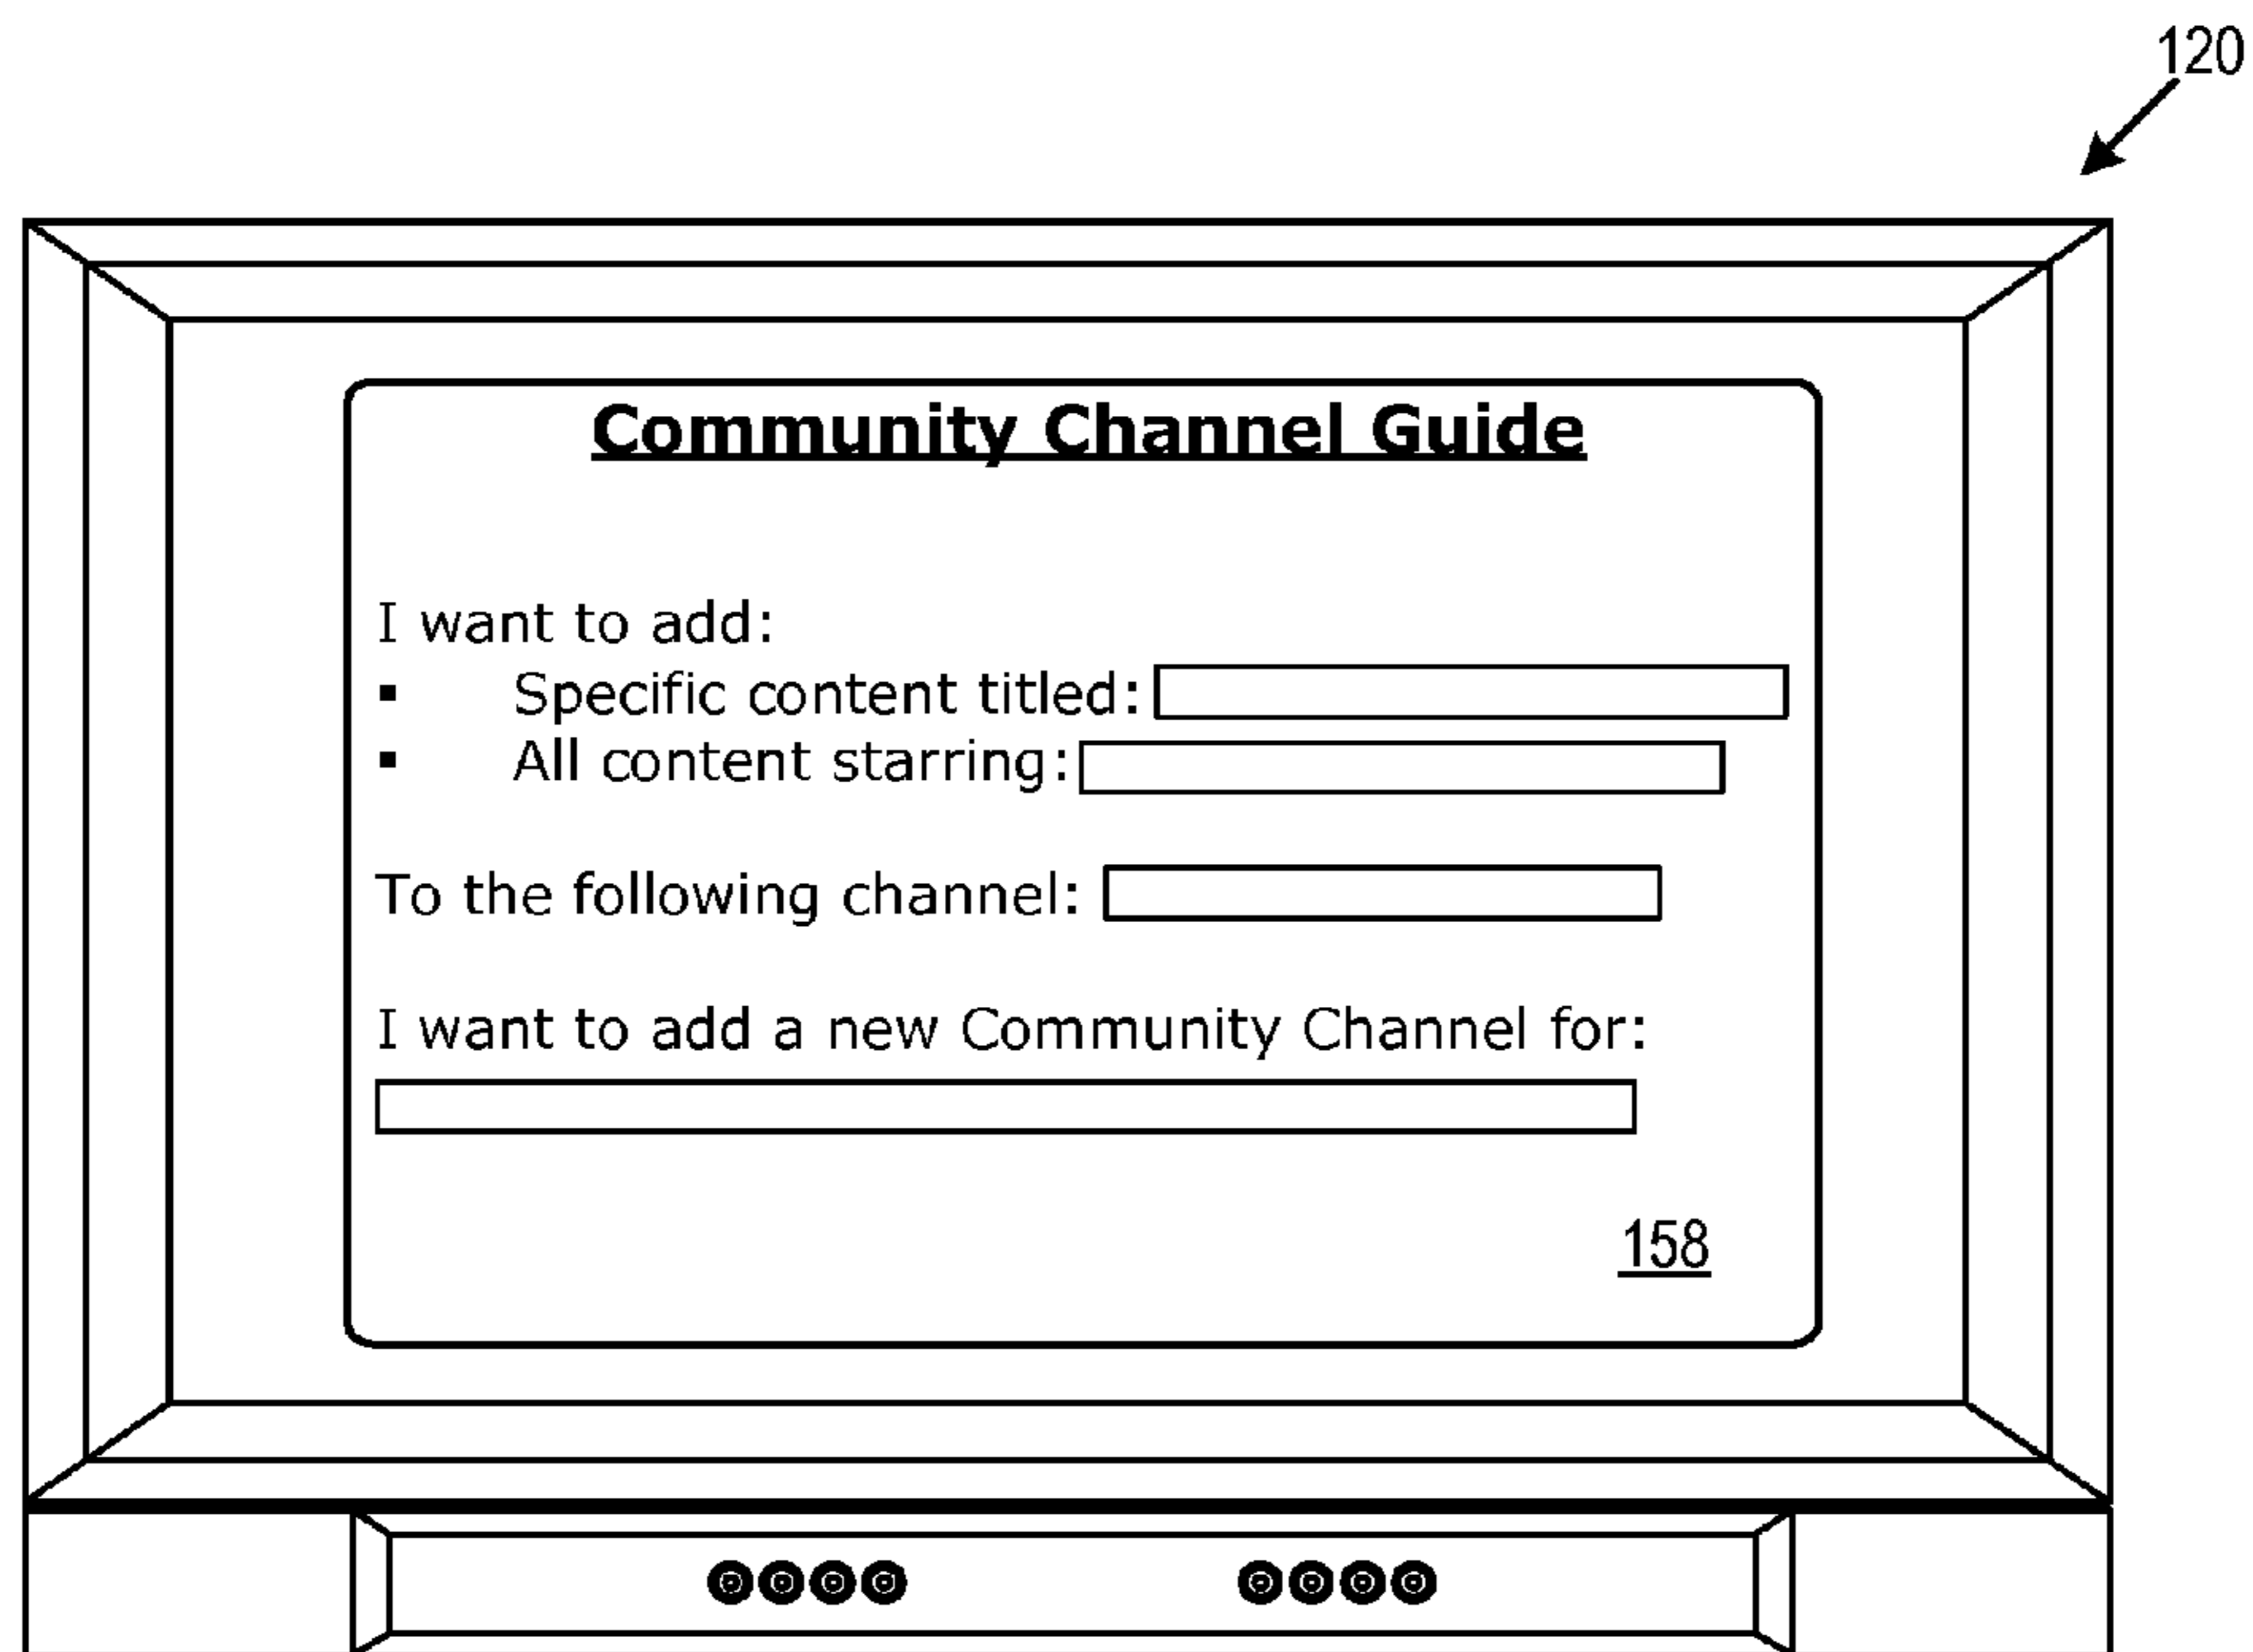 120
Community Channel Guide
I want to add:
▪ Specific content titled:
▪ All content starring:
To the following channel:
I want to add a new Community Channel for:
158